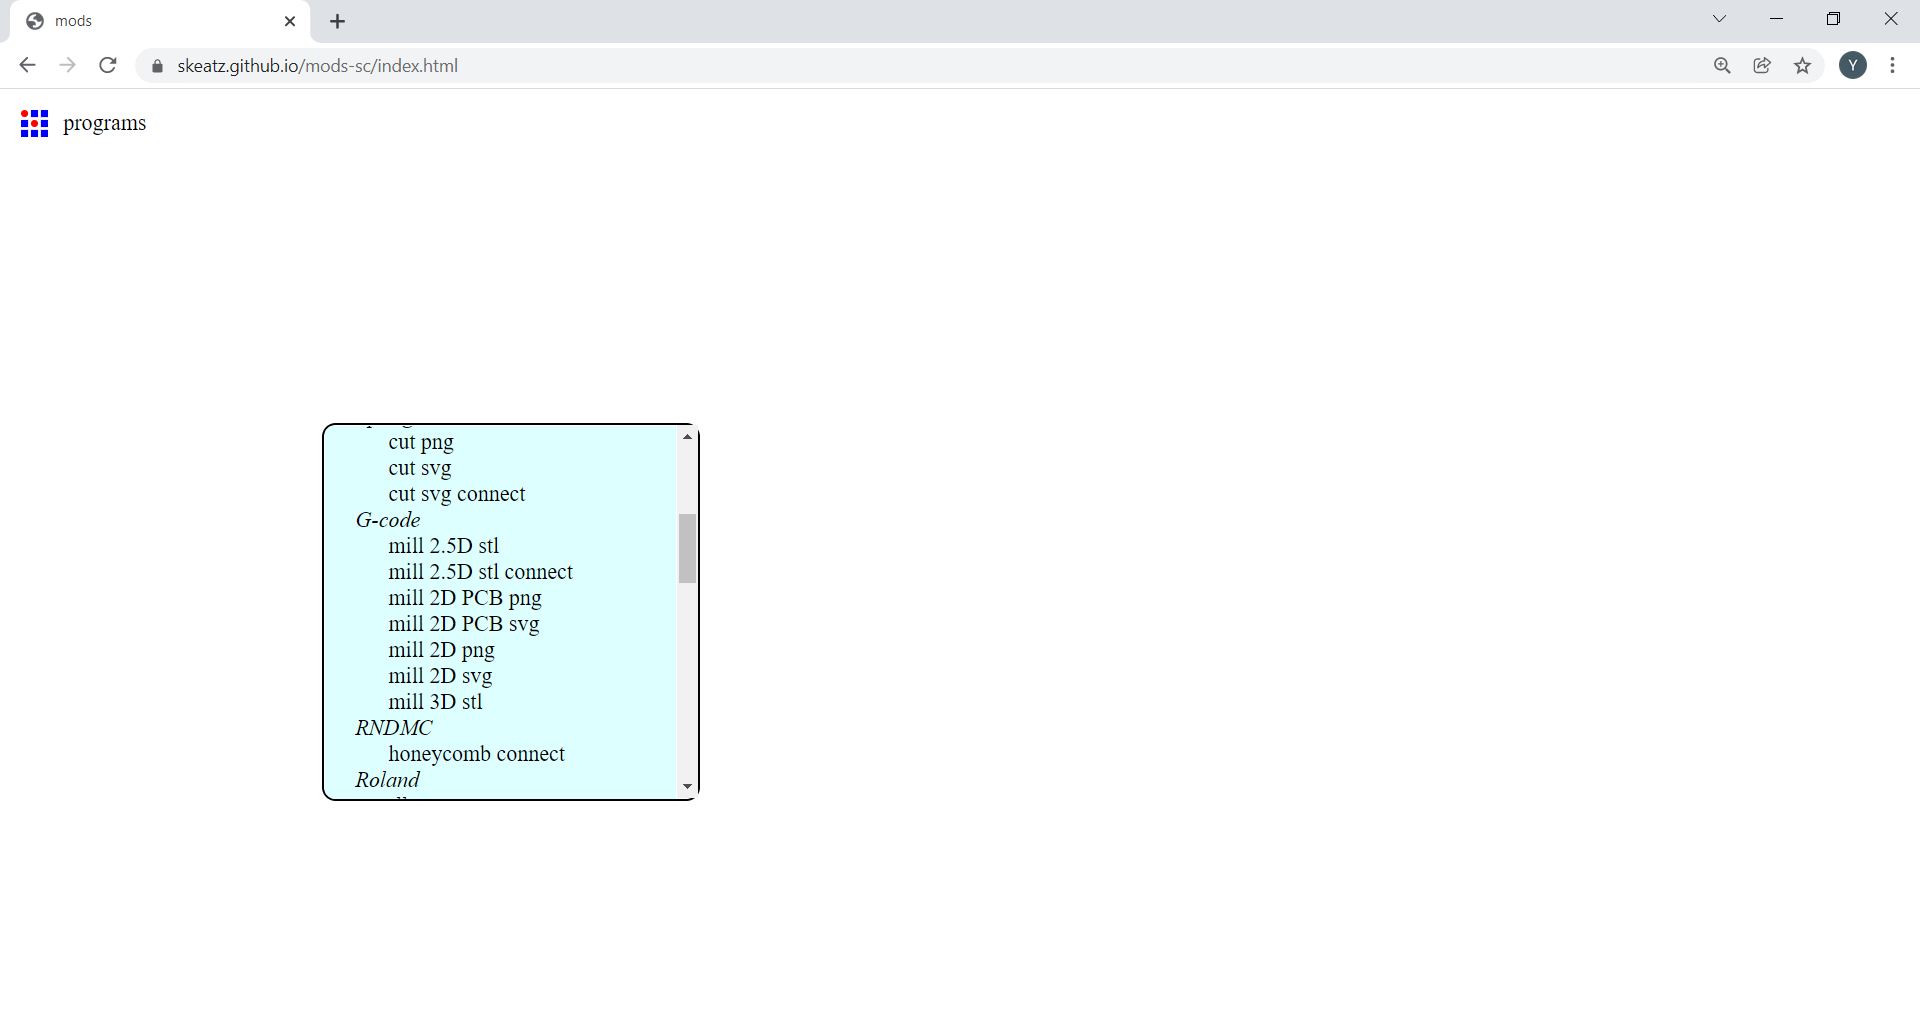 mods
skeatz.github.io/mods-sc/index.html
Y
programs
cut png
cut svg
cut svg connect
G-code
mill 2.5D stl
mill 2.5D stl connect
mill 2D PCB png
mill 2D PCB svg
mill 2D png
mill 2D svg
mill 3D stl
RNDMC
honeycomb connect
Roland